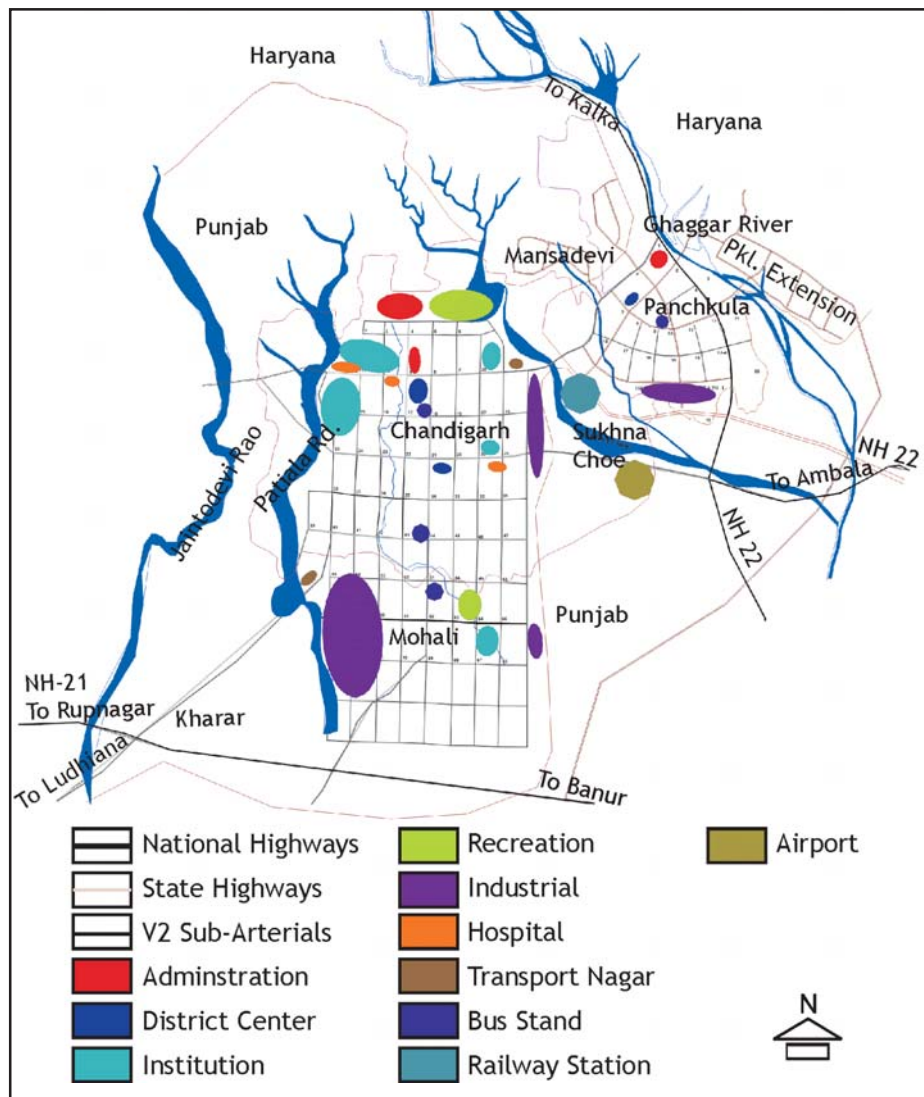 Haryana
To Kalka
Haryana
Punjab
Ghaggar River
Mansadevi
Pkl. Extension
Panchkula
Chandigarh
Sukhna
Choe
NH 22
To Ambala
Jaintodevi Rao
Patiala Rd.
NH 22
Punjab
Mohali
NH-21
To Rupnagar
Kharar
To Ludhiana
To Banur
National Highways
State Highways
V2 Sub-Arterials
Adminstration
District Center
Institution
Recreation
Industrial
Hospital
Transport Nagar
Bus Stand
Railway Station
Airport
N